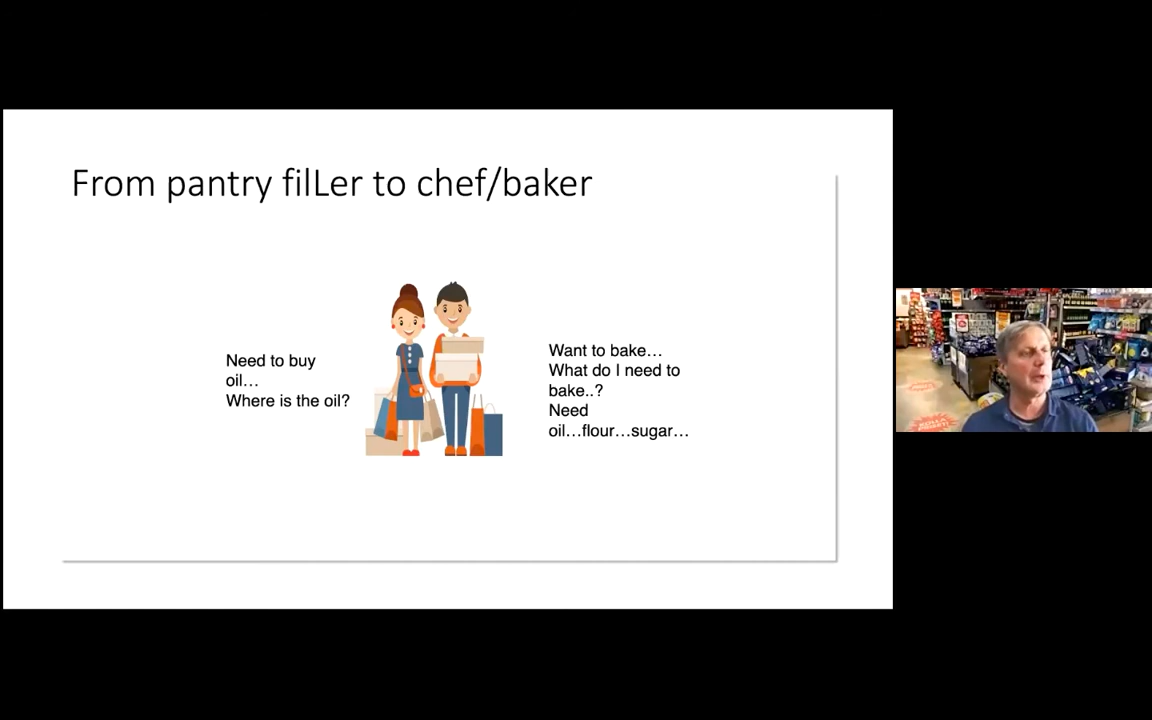 From pantry filLer to chef/baker
Need to buy
oil…
Where is the oil?
Want to bake…
What do I need to
bake..?
Need
oil…flour…sugar…